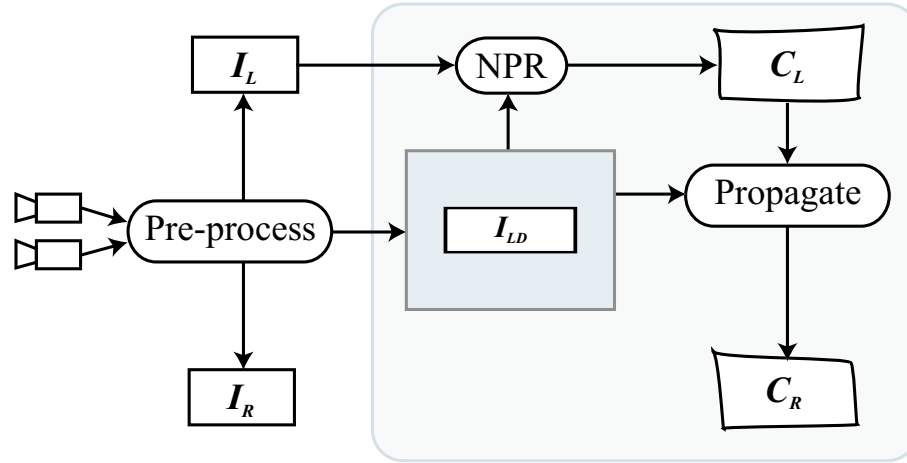 I_L
NPR
C_L
Pre-process
I_LD
Propagate
I_R
C_R